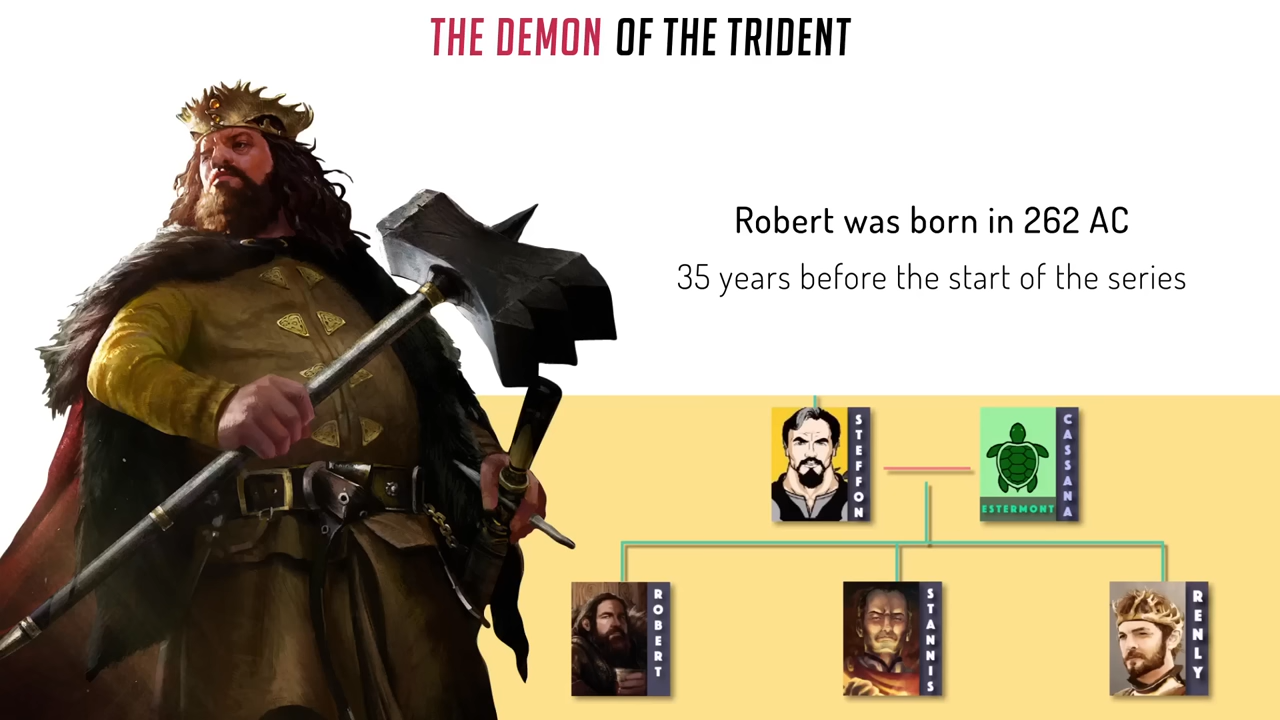 THE DEMON OF THE TRIDENT
Robert was born in 262 AC
35 years before the start of the series
STEFFON
CASSANA
ESTERMONT
ROBERT
STANNIS
RENLY